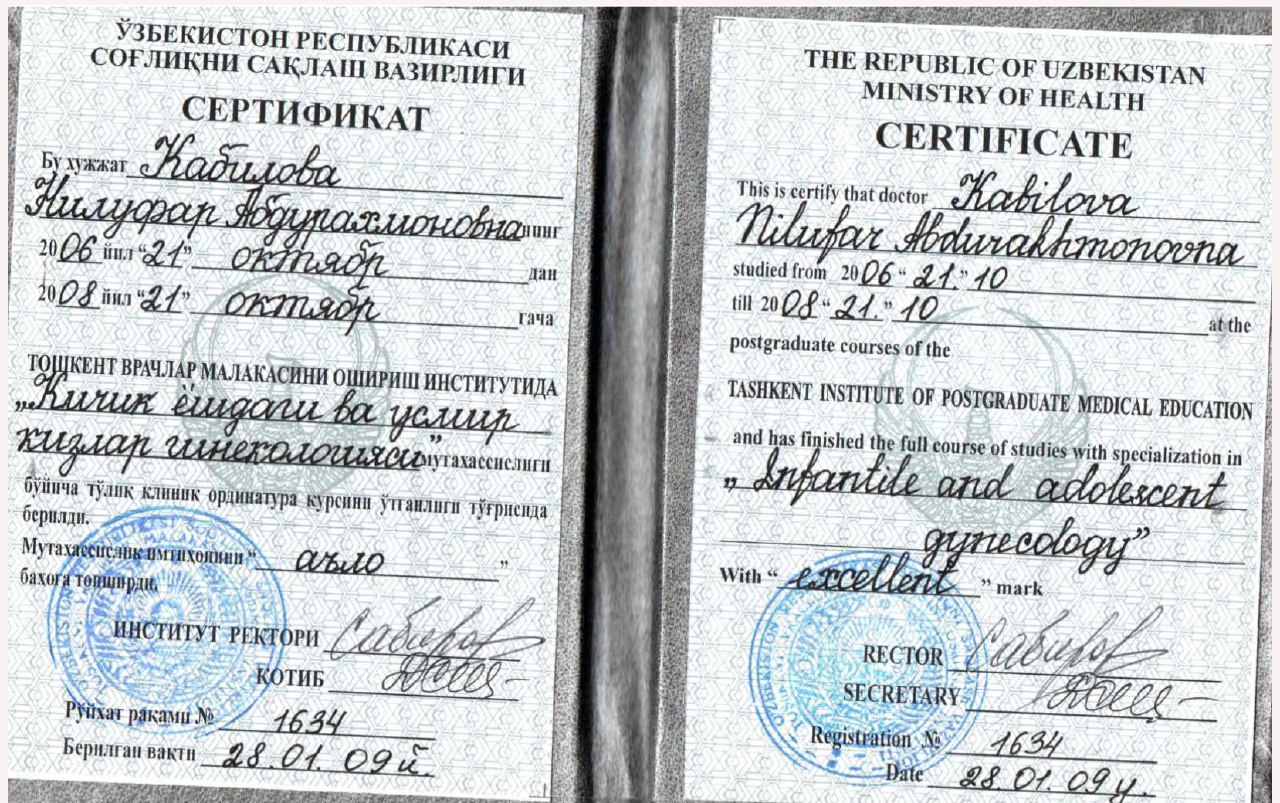 ЎЗБЕКИСТОН РЕСПУБЛИКАСИ
СОҒЛИҚНИ САҚЛАШ ВАЗИРЛИГИ
СЕРТИФИКАТ
Бу ҳужжат Кабилова
Нилуфар Абдурахмоновна нинг
2006 йил “21” октябр дан
2008 йил “21” октябр гача
ТОШКЕНТ ВРАЧЛАР МАЛАКАСИНИ ОШИРИШ ИНСТИТУТИДА
„Кичик ёшдаги ва усмир
кизлар гинекологияси” мутахассислиги
бўйича тўлиқ клиник ординатура курсини ўтганлиги тўғрисида
берилди.
Мутахассислик имтиҳонини “ аъло ”
баҳога топширди.
ИНСТИТУТ РЕКТОРИ
КОТИБ
Рўйхат рақами № 1634
Берилган вақти 28.01.09й.
THE REPUBLIC OF UZBEKISTAN
MINISTRY OF HEALTH
CERTIFICATE
This is certify that doctor Kabilova
Nilufar Abdurakhmonovna
studied from 2006 “21.” 10
till 2008 “21.” 10 at the
postgraduate courses of the
TASHKENT INSTITUTE OF POSTGRADUATE MEDICAL EDUCATION
and has finished the full course of studies with specialization in
„Infantile and adolescent
gynecology”
With “ excellent ” mark
RECTOR
SECRETARY
Registration № 1634
Date 28.01.09y.